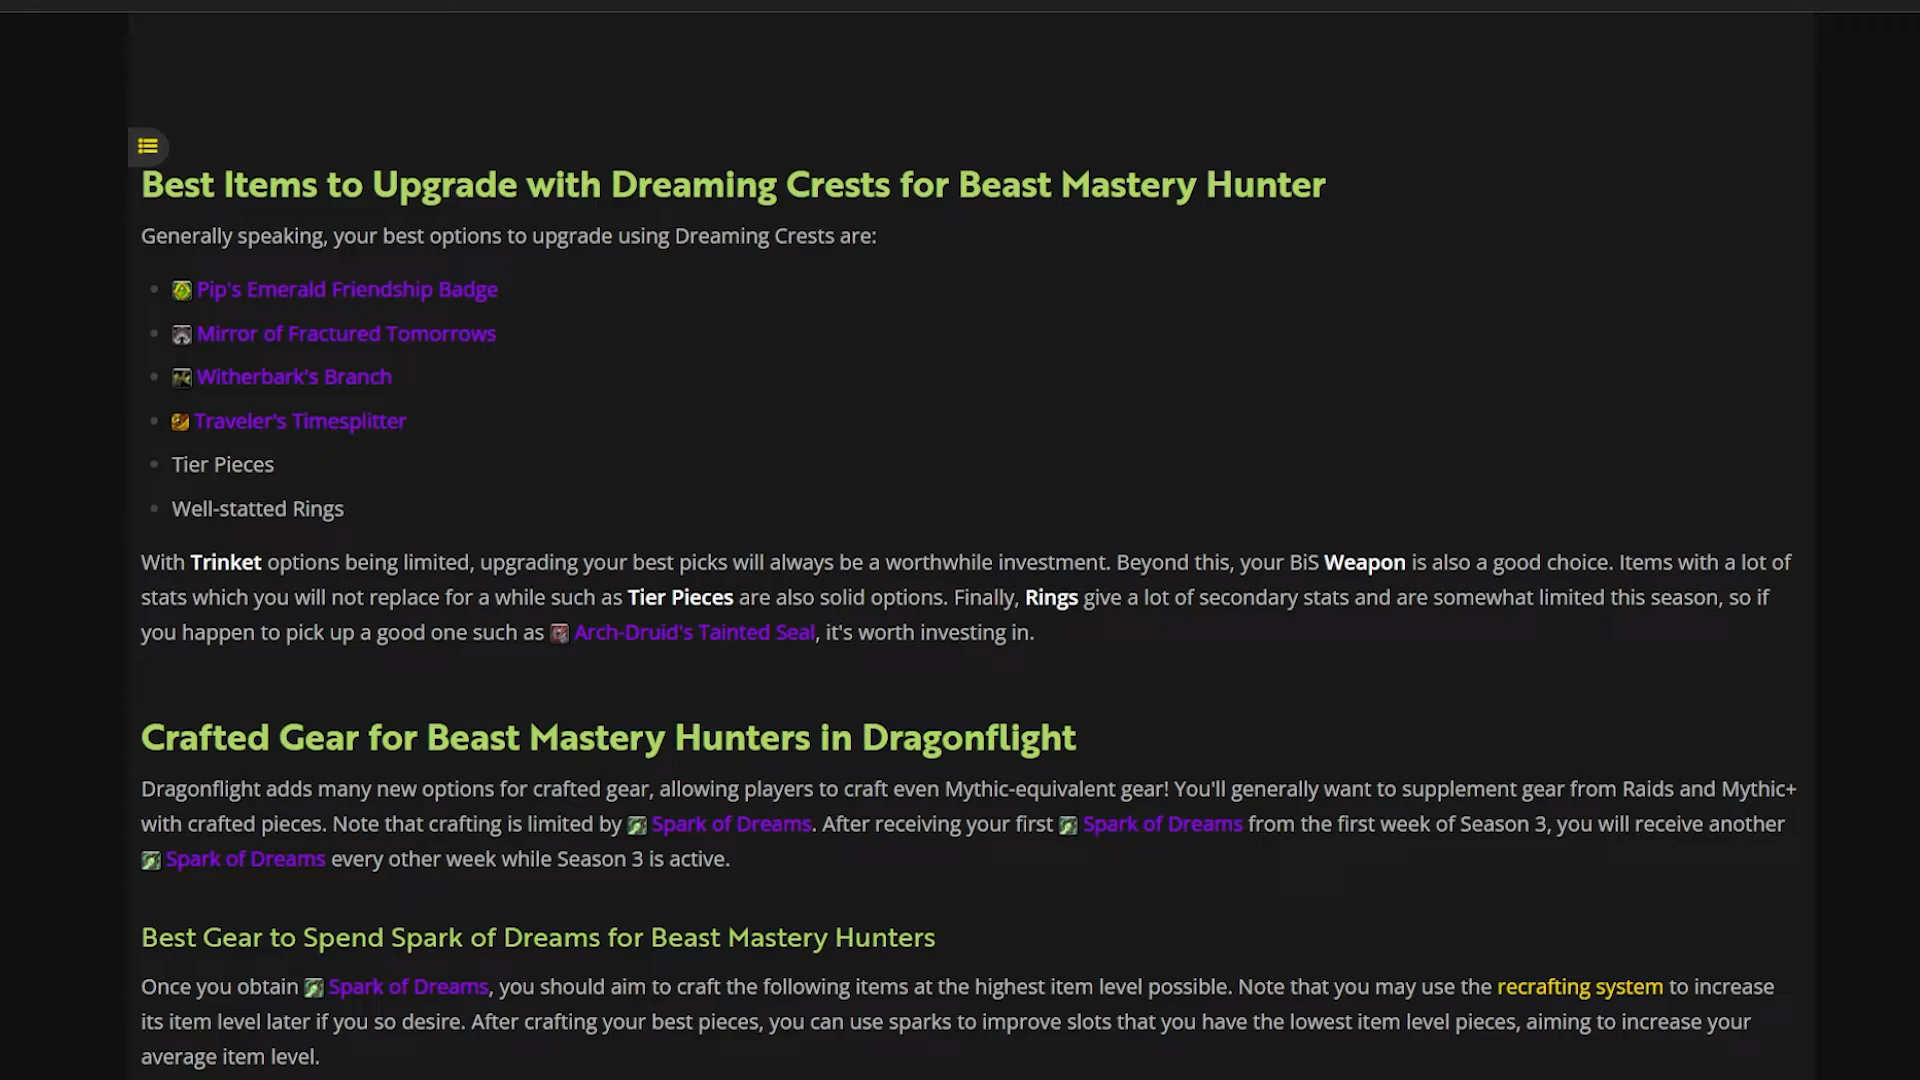 Best Items to Upgrade with Dreaming Crests for Beast Mastery Hunter
Generally speaking, your best options to upgrade using Dreaming Crests are:
Pip's Emerald Friendship Badge
Mirror of Fractured Tomorrows
Witherbark's Branch
Traveler's Timesplitter
Tier Pieces
Well-statted Rings
With Trinket options being limited, upgrading your best picks will always be a worthwhile investment. Beyond this, your BiS Weapon is also a good choice. Items with a lot of
stats which you will not replace for a while such as Tier Pieces are also solid options. Finally, Rings give a lot of secondary stats and are somewhat limited this season, so if
you happen to pick up a good one such as Arch-Druid's Tainted Seal, it's worth investing in.
Crafted Gear for Beast Mastery Hunters in Dragonflight
Dragonflight adds many new options for crafted gear, allowing players to craft even Mythic-equivalent gear! You'll generally want to supplement gear from Raids and Mythic+
with crafted pieces. Note that crafting is limited by Spark of Dreams. After receiving your first Spark of Dreams from the first week of Season 3, you will receive another
Spark of Dreams every other week while Season 3 is active.
Best Gear to Spend Spark of Dreams for Beast Mastery Hunters
Once you obtain Spark of Dreams, you should aim to craft the following items at the highest item level possible. Note that you may use the recrafting system to increase
its item level later if you so desire. After crafting your best pieces, you can use sparks to improve slots that you have the lowest item level pieces, aiming to increase your
average item level.